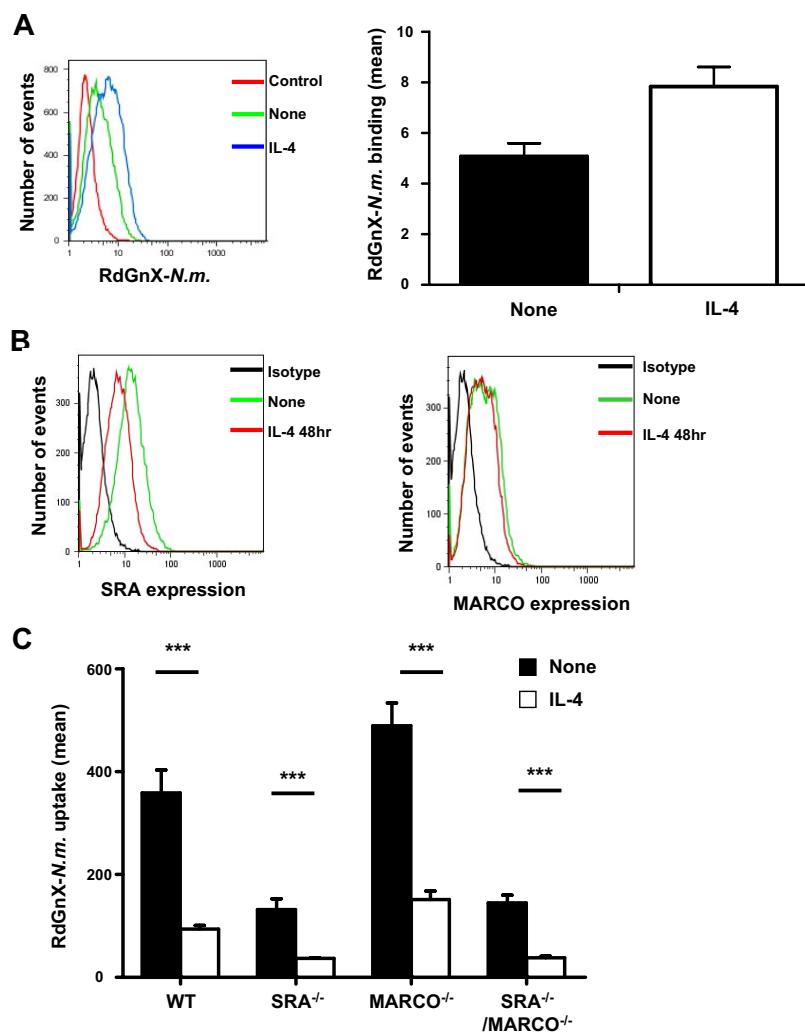 A
Number of events
800
600
400
200
0
1
10
100
1000
RdGnX-N.m.
Control
None
IL-4
RdGnX-N.m. binding (mean)
10
8
6
4
2
0
None
IL-4
B
Number of events
300
200
100
0
1
10
100
1000
SRA expression
Isotype
None
IL-4 48hr
Number of events
300
200
100
0
1
10
100
1000
MARCO expression
Isotype
None
IL-4 48hr
C
RdGnX-N.m. uptake (mean)
600
400
200
0
***
***
***
***
None
IL-4
WT
SRA-/-
MARCO-/-
SRA-/-
/MARCO-/-